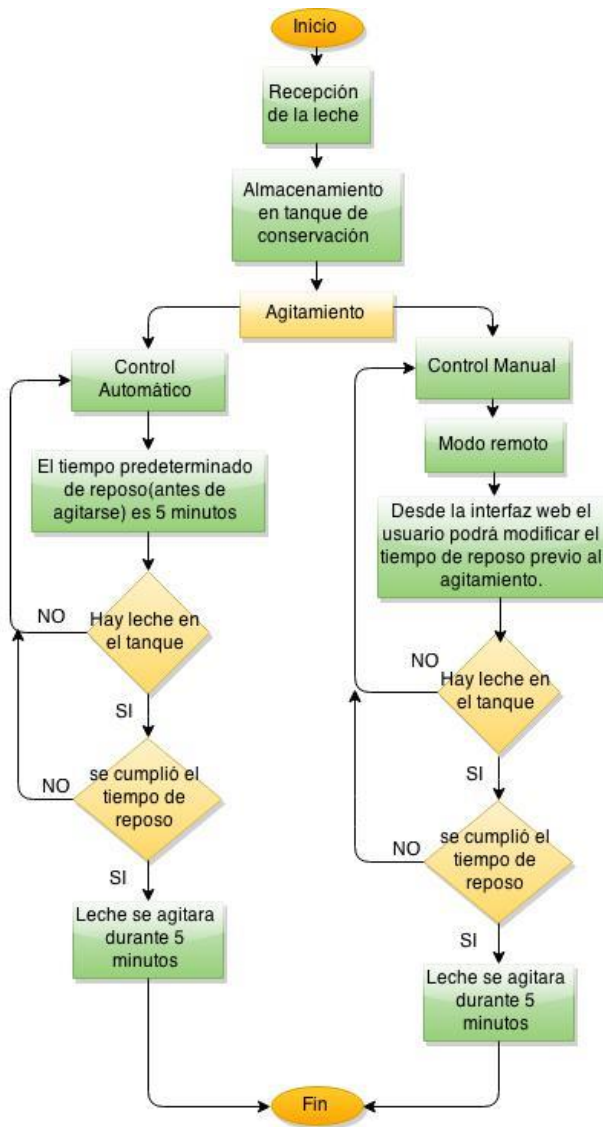 Inicio
Recepción
de la leche
Almacenamiento
en tanque de
conservación
Agitamiento
Control
Automático
El tiempo predeterminado
de reposo(antes de
agitarse) es 5 minutos
NO
Hay leche en
el tanque
SI
NO
se cumplió el
tiempo de
reposo
SI
Leche se agitara
durante 5
minutos
Control Manual
Modo remoto
Desde la interfaz web el
usuario podrá modificar el
tiempo de reposo previo al
agitamiento.
NO
Hay leche en
el tanque
SI
NO
se cumplió el
tiempo de
reposo
SI
Leche se agitara
durante 5
minutos
Fin